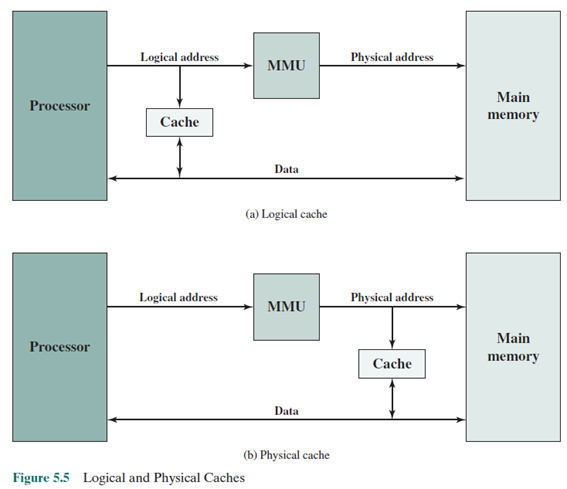 Logical address
MMU
Physical address
Processor
Cache
Main
memory
Data
(a) Logical cache
Logical address
MMU
Physical address
Processor
Cache
Main
memory
Data
(b) Physical cache
Figure 5.5 Logical and Physical Caches